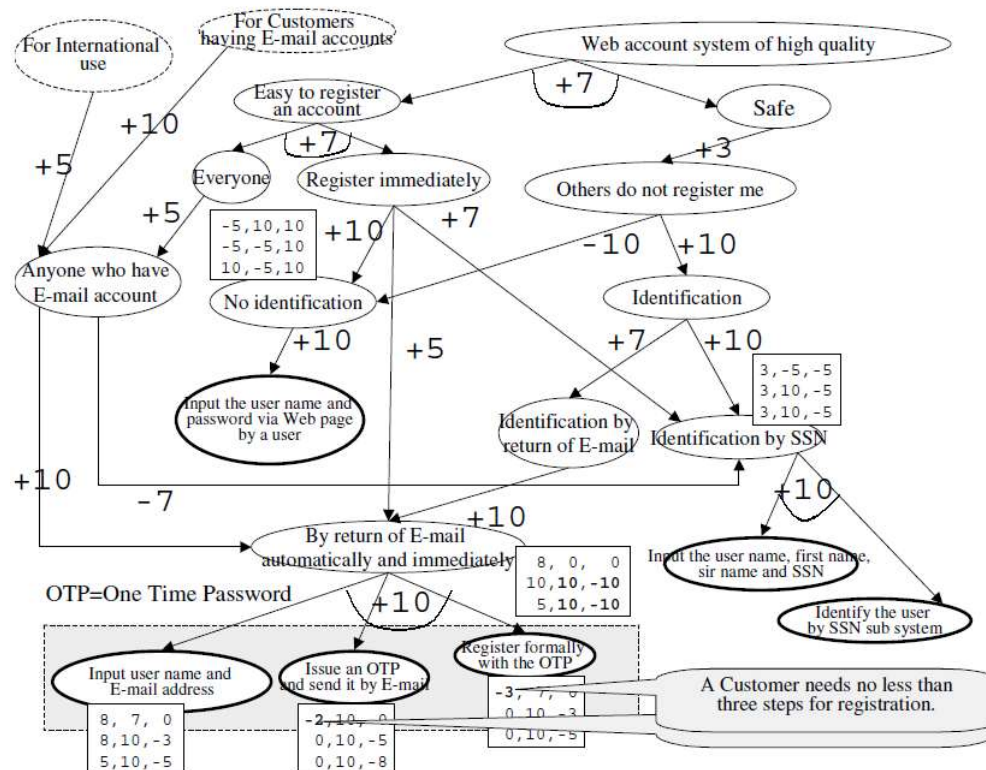 For International
use
For Customers
having E-mail accounts
Web account system of high quality
+7
Easy to register
an account
Safe
+10
+5
+7
+3
Everyone
Register immediately
Others do not register me
+5
-5,10,10
-5,-5,10
10,-5,10
+10
+7
-10
+10
Anyone who have
E-mail account
No identification
Identification
+10
+5
+7
+10
3,-5,-5
3,10,-5
3,10,-5
Input the user name and
password via Web page
by a user
Identification by
return of E-mail
Identification by SSN
+10
-7
+10
+10
By return of E-mail
automatically and immediately
8, 0, 0
10,10,-10
5,10,-10
Input the user name, first name,
sir name and SSN
OTP=One Time Password
+10
Identify the user
by SSN sub system
Input user name and
E-mail address
Issue an OTP
and send it by E-mail
Register formally
with the OTP
8, 7, 0
8,10,-3
5,10,-5
-2,10, 0
0,10,-5
0,10,-8
-3, 7, 0
0,10,-3
0,10,-5
A Customer needs no less than
three steps for registration.